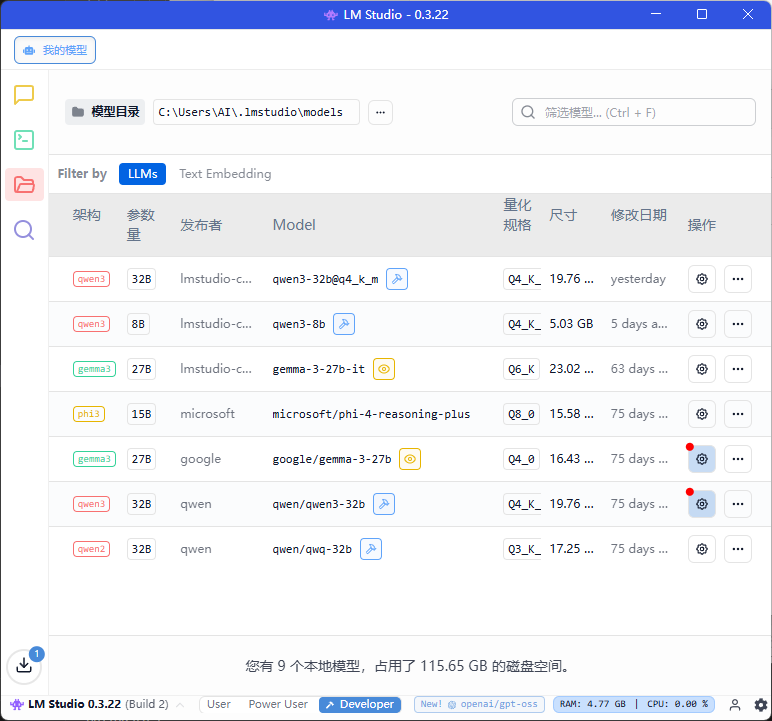 LM Studio - 0.3.22
我的模型
模型目录 C:\Users\AI\.lmstudio\models ... 筛选模型... (Ctrl + F)
Filter by LLMs Text Embedding
架构 参数量 发布者 Model 量化规格 尺寸 修改日期 操作
qwen3 32B lmstudio-c... qwen3-32b@q4_k_m Q4_K_ 19.76 ... yesterday ...
qwen3 8B lmstudio-c... qwen3-8b Q4_K_ 5.03 GB 5 days a... ...
gemma3 27B lmstudio-c... gemma-3-27b-it Q6_K 23.02 ... 63 days ... ...
phi3 15B microsoft microsoft/phi-4-reasoning-plus Q8_0 15.58 ... 75 days ... ...
gemma3 27B google google/gemma-3-27b Q4_0 16.43 ... 75 days ... ...
qwen3 32B qwen qwen/qwen3-32b Q4_K_ 19.76 ... 75 days ... ...
qwen2 32B qwen qwen/qwq-32b Q3_K_ 17.25 ... 75 days ... ...
您有 9 个本地模型，占用了 115.65 GB 的磁盘空间。
1
LM Studio 0.3.22 (Build 2) User Power User Developer New! openai/gpt-oss RAM: 4.77 GB | CPU: 0.00 %